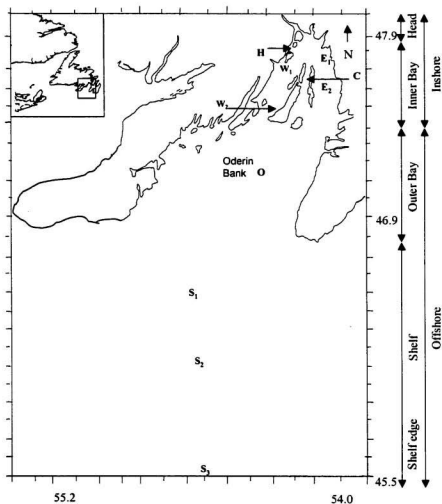 47.9
46.9
45.5
55.2
54.0
N
H
W₁
E₁
C
E₂
W₂
Oderin
Bank
O
S₁
S₂
S₃
Head
Inner Bay
Outer Bay
Shelf
Shelf edge
Inshore
Offshore